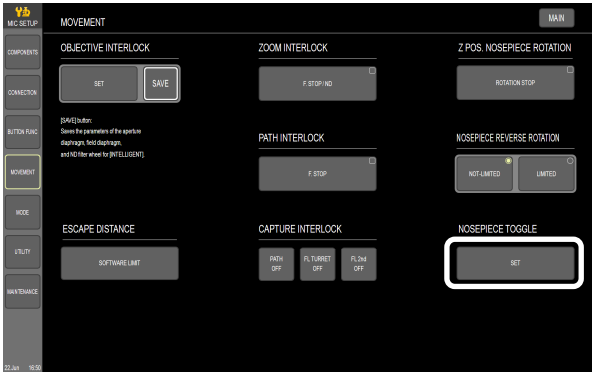 MIC SETUP
MOVEMENT
MAIN
COMPONENTS
CONNECTION
BUTTON FUNC
MOVEMENT
MODE
UTILITY
MAINTENANCE
22.Jun 16:50
OBJECTIVE INTERLOCK
SET
SAVE
[SAVE] button:
Saves the parameters of the aperture
diaphragm, field diaphragm,
and ND filter wheel for [INTELLIGENT].
ESCAPE DISTANCE
SOFTWARE LIMIT
ZOOM INTERLOCK
F. STOP/ND
PATH INTERLOCK
F. STOP
CAPTURE INTERLOCK
PATH
OFF
FL TURRET
OFF
FL 2nd
OFF
Z POS. NOSEPIECE ROTATION
ROTATION STOP
NOSEPIECE REVERSE ROTATION
NOT-LIMITED
LIMITED
NOSEPIECE TOGGLE
SET